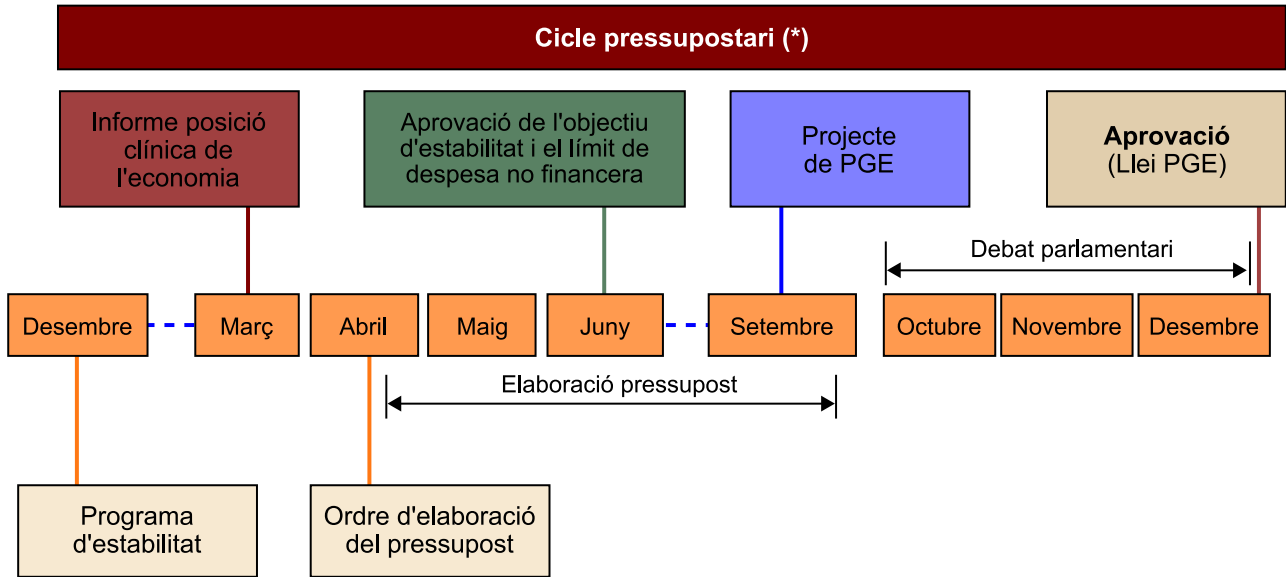 Cicle pressupostari (*)
Informe posició
clínica de
l'economia
Aprovació de l'objectiu
d'estabilitat i el límit de
despesa no financera
Projecte
de PGE
Aprovació
(Llei PGE)
Debat parlamentari
Desembre
Març
Abril
Maig
Juny
Setembre
Octubre
Novembre
Desembre
Elaboració pressupost
Programa
d'estabilitat
Ordre d'elaboració
del pressupost